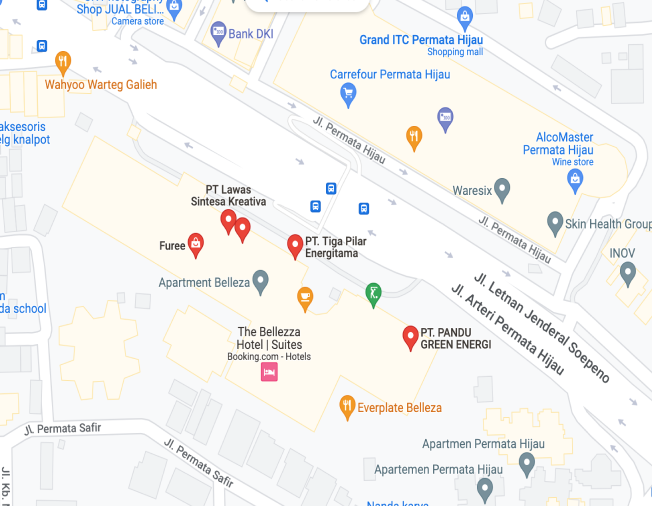 Shop JUAL BELI...
Camera store
Bank DKI
Grand ITC Permata Hijau
Shopping mall
Wahyoo Warteg Galieh
Carrefour Permata Hijau
aksesoris
elg knalpot
Jl. Permata Hijau
AlcoMaster
Permata Hijau
Wine store
Waresix
PT Lawas
Sintesa Kreativa
Skin Health Group
Jl. Permata Hijau
Furee
PT. Tiga Pilar
Energitama
INOV
Apartment Belleza
da school
Jl. Letnan Jenderal Soepeno
Jl. Arteri Permata Hijau
The Bellezza
Hotel | Suites
Booking.com - Hotels
PT. PANDU
GREEN ENERGI
Everplate Belleza
Jl. Permata Safir
Jl. Permata Safir
Apartmen Permata Hijau
Apartemen Permata Hijau
Jl. Kb.
Nanda karya